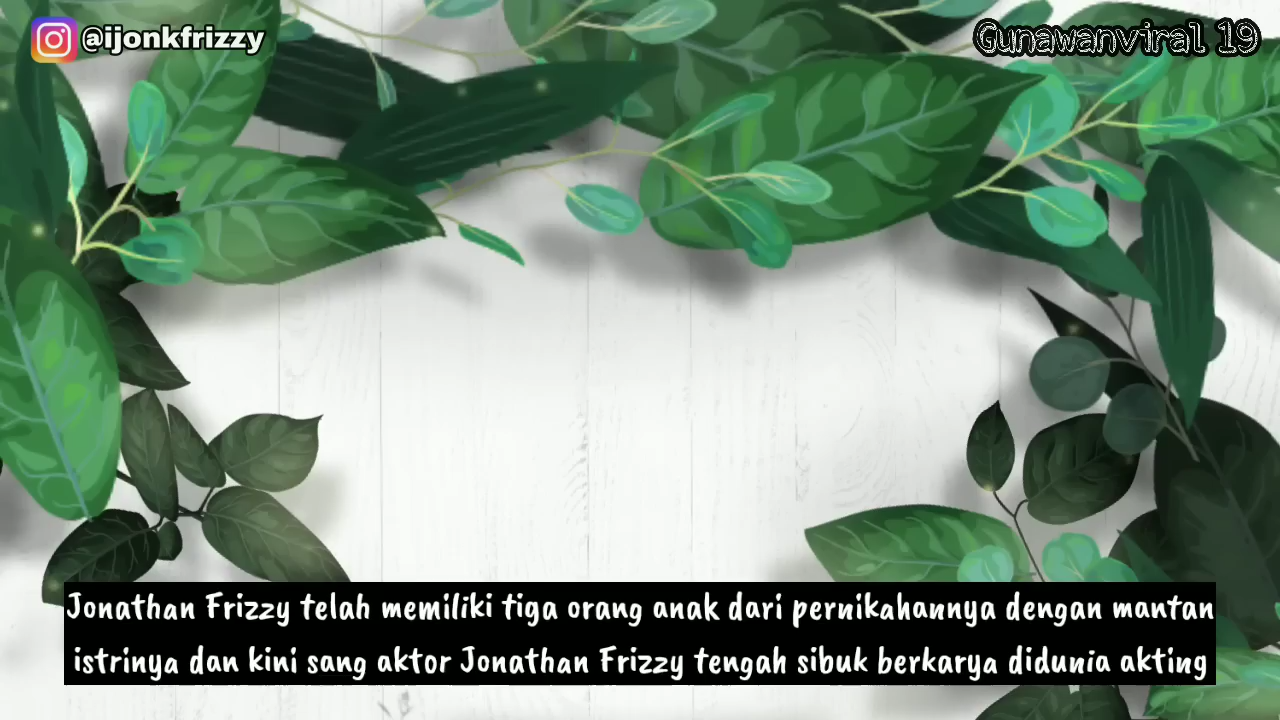 @ijonkfrizzy
Gunawanviral 19
Jonathan Frizzy telah memiliki tiga orang anak dari pernikahannya dengan mantan
istrinya dan kini sang aktor Jonathan Frizzy tengah sibuk berkarya didunia akting